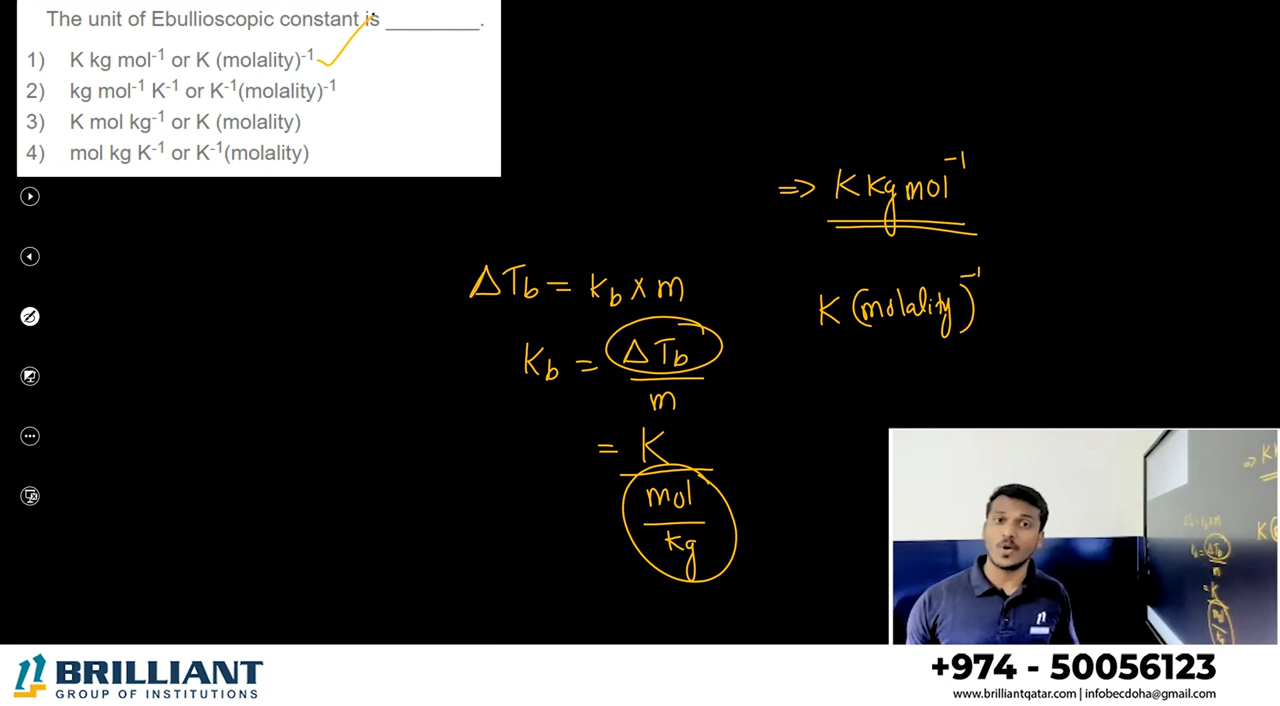 The unit of Ebullioscopic constant is _________.
1) K kg mol⁻¹ or K (molality)⁻¹
2) kg mol⁻¹ K⁻¹ or K⁻¹(molality)⁻¹
3) K mol kg⁻¹ or K (molality)
4) mol kg K⁻¹ or K⁻¹(molality)
=> K kg mol⁻¹
K (molality)⁻¹
ΔTb = kb × m
Kb = ΔTb
m
= K
mol
kg
=> K
ΔTb
m
= K
mol
BRILLIANT
GROUP OF INSTITUTIONS
+974 - 50056123
www.brilliantqatar.com | infobecdoha@gmail.com